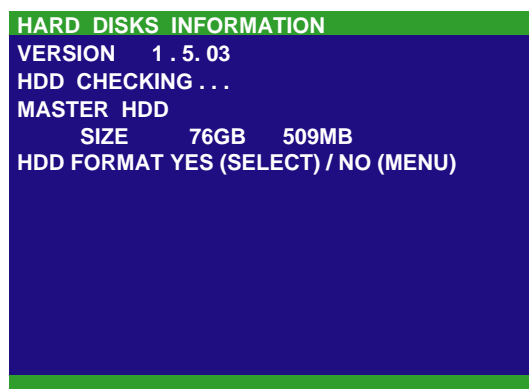 HARD DISKS INFORMATION
VERSION 1 . 5. 03
HDD CHECKING . . .
MASTER HDD
SIZE 76GB 509MB
HDD FORMAT YES (SELECT) / NO (MENU)